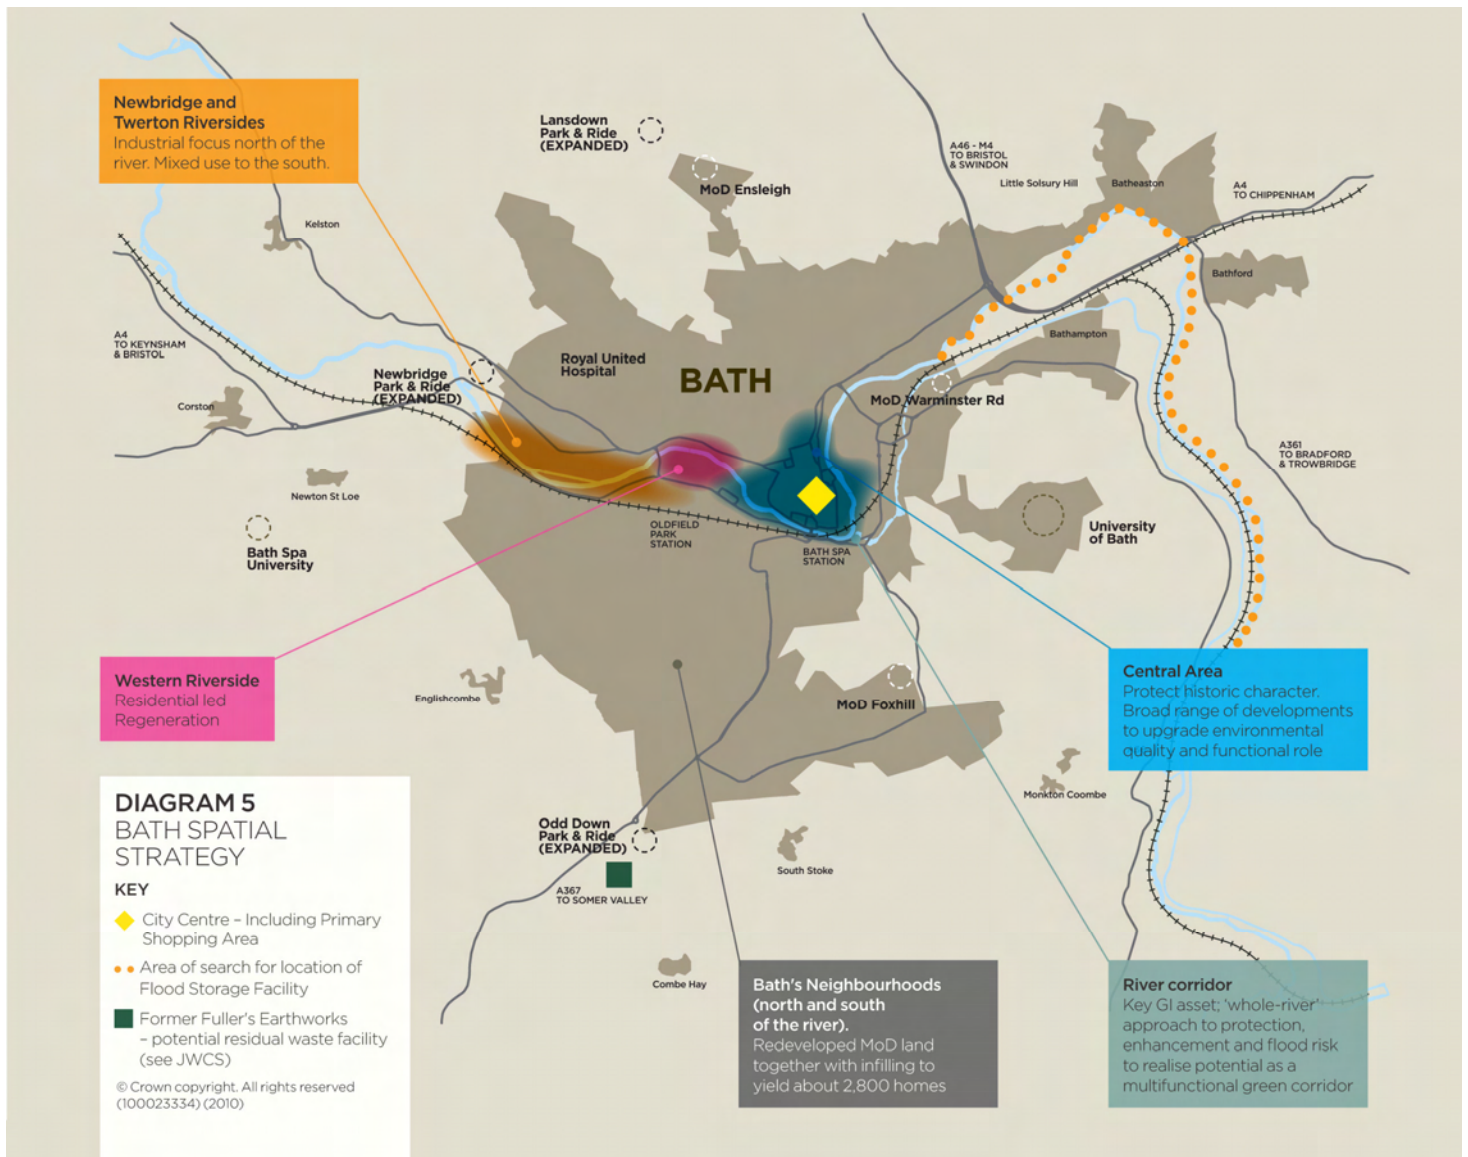 Newbridge and
Twerton Riversides
Industrial focus north of the
river. Mixed use to the south.
Lansdown
Park & Ride
(EXPANDED)
MoD Ensleigh
A46 - M4
TO BRISTOL
& SWINDON
Little Solsury Hill
Batheaston
A4
TO CHIPPENHAM
Kelston
Bathford
A4
TO KEYNSHAM
& BRISTOL
Bathampton
Royal United
Hospital
BATH
Newbridge
Park & Ride
(EXPANDED)
MoD Warminster Rd
Corston
A361
TO BRADFORD
& TROWBRIDGE
Newton St Loe
Bath Spa
University
OLDFIELD
PARK
STATION
BATH SPA
STATION
University
of Bath
Western Riverside
Residential led
Regeneration
Englishcombe
MoD Foxhill
Central Area
Protect historic character.
Broad range of developments
to upgrade environmental
quality and functional role
Monkton Coombe
DIAGRAM 5
BATH SPATIAL
STRATEGY
KEY
City Centre – Including Primary
Shopping Area
Area of search for location of
Flood Storage Facility
Former Fuller's Earthworks
– potential residual waste facility
(see JWCS)
© Crown copyright. All rights reserved
(100023334) (2010)
Odd Down
Park & Ride
(EXPANDED)
A367
TO SOMER VALLEY
South Stoke
Combe Hay
Bath's Neighbourhoods
(north and south
of the river).
Redeveloped MoD land
together with infilling to
yield about 2,800 homes
River corridor
Key GI asset; 'whole-river'
approach to protection,
enhancement and flood risk
to realise potential as a
multifunctional green corridor